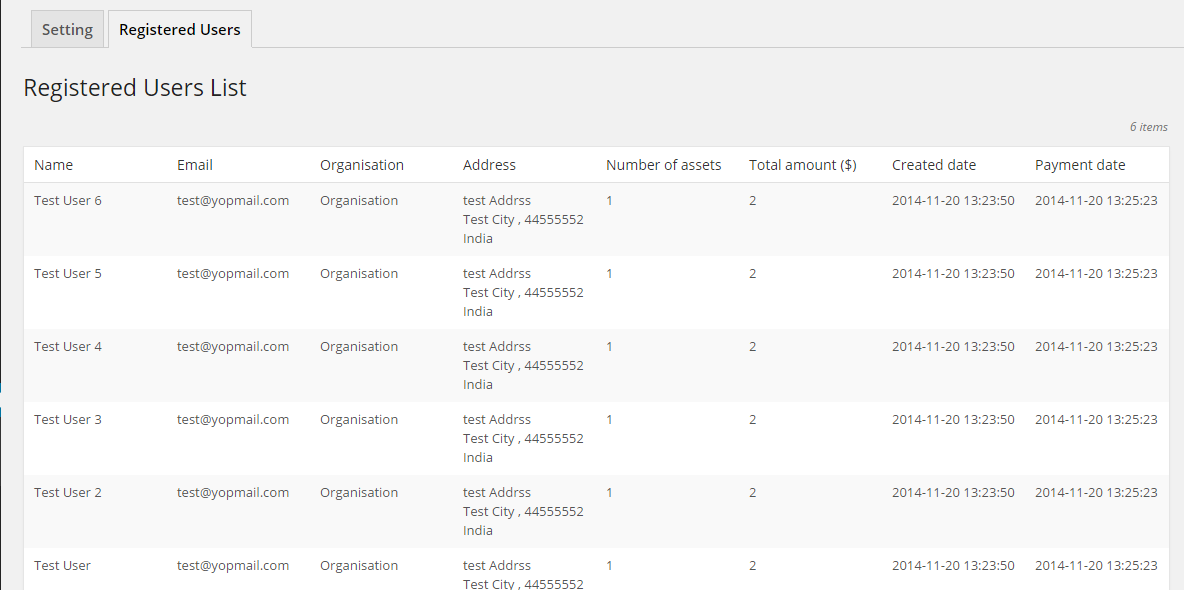 Setting Registered Users
Registered Users List
6 items
Name Email Organisation Address Number of assets Total amount ($) Created date Payment date
Test User 6 test@yopmail.com Organisation test Addrss 1 2 2014-11-20 13:23:50 2014-11-20 13:25:23
Test City , 44555552
India
Test User 5 test@yopmail.com Organisation test Addrss 1 2 2014-11-20 13:23:50 2014-11-20 13:25:23
Test City , 44555552
India
Test User 4 test@yopmail.com Organisation test Addrss 1 2 2014-11-20 13:23:50 2014-11-20 13:25:23
Test City , 44555552
India
Test User 3 test@yopmail.com Organisation test Addrss 1 2 2014-11-20 13:23:50 2014-11-20 13:25:23
Test City , 44555552
India
Test User 2 test@yopmail.com Organisation test Addrss 1 2 2014-11-20 13:23:50 2014-11-20 13:25:23
Test City , 44555552
India
Test User test@yopmail.com Organisation test Addrss 1 2 2014-11-20 13:23:50 2014-11-20 13:25:23
Test City , 44555552